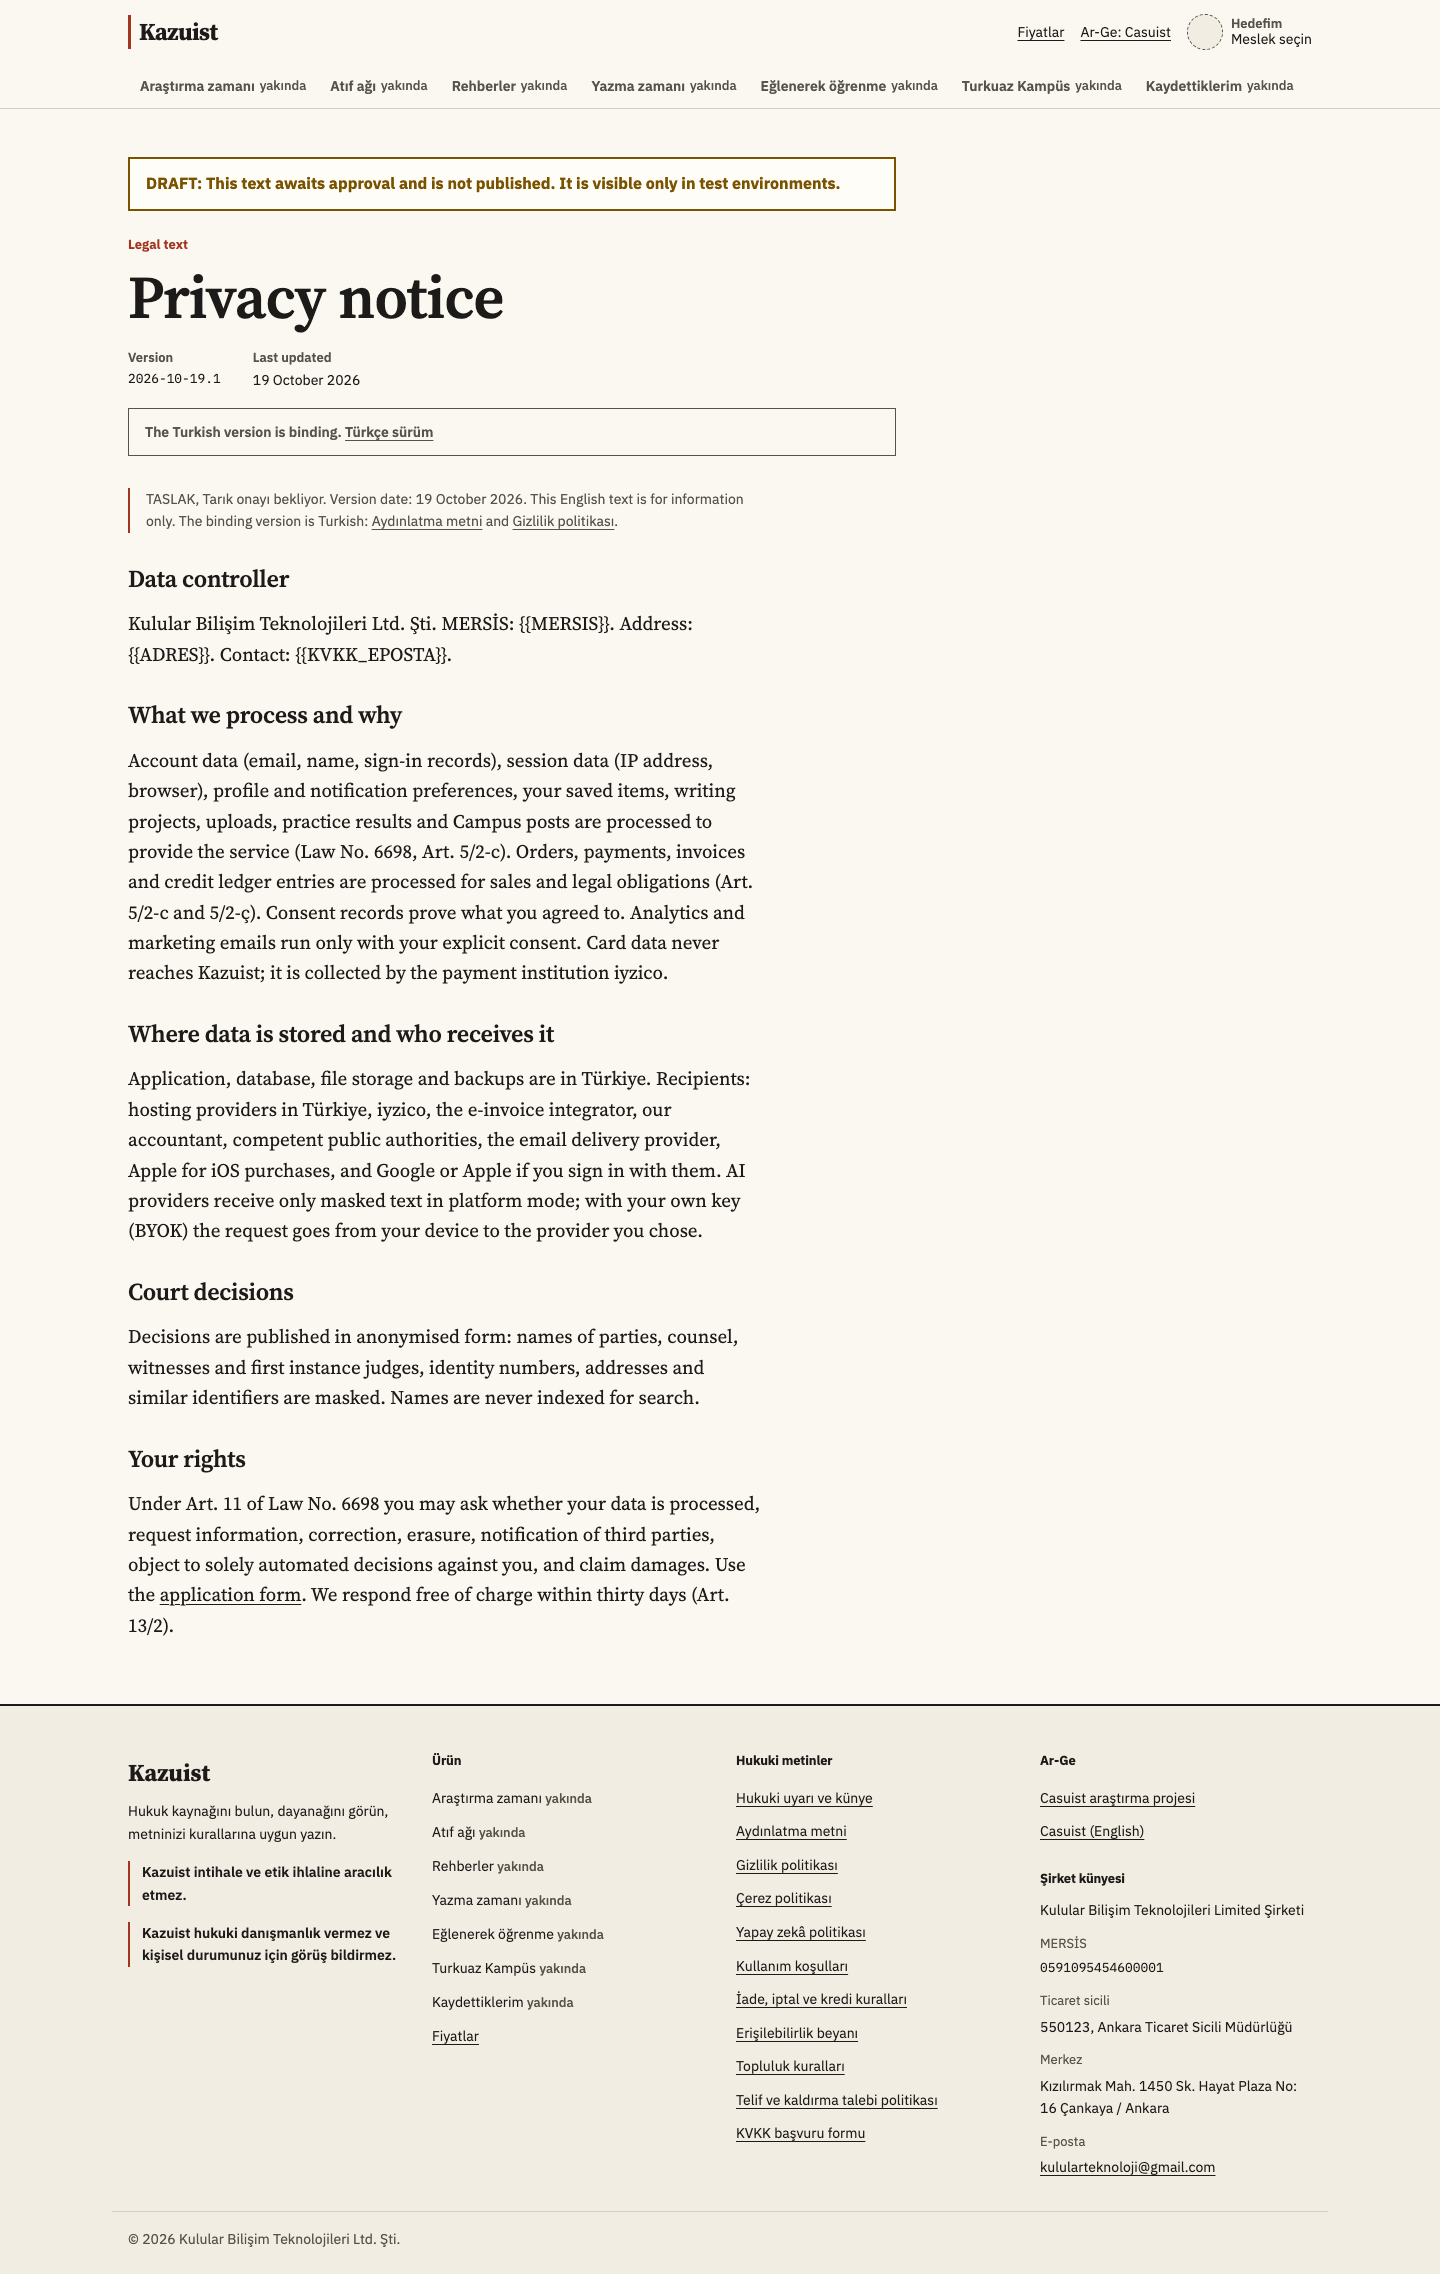 Kazuist
Fiyatlar Ar-Ge: Casuist Hedefim
Meslek seçin
Araştırma zamanı yakında Atıf ağı yakında Rehberler yakında Yazma zamanı yakında Eğlenerek öğrenme yakında Turkuaz Kampüs yakında Kaydettiklerim yakında
DRAFT: This text awaits approval and is not published. It is visible only in test environments.
Legal text
Privacy notice
Version Last updated
2026-10-19.1 19 October 2026
The Turkish version is binding. Türkçe sürüm
TASLAK, Tarık onayı bekliyor. Version date: 19 October 2026. This English text is for information
only. The binding version is Turkish: Aydınlatma metni and Gizlilik politikası.
Data controller
Kulular Bilişim Teknolojileri Ltd. Şti. MERSİS: {{MERSIS}}. Address:
{{ADRES}}. Contact: {{KVKK_EPOSTA}}.
What we process and why
Account data (email, name, sign-in records), session data (IP address,
browser), profile and notification preferences, your saved items, writing
projects, uploads, practice results and Campus posts are processed to
provide the service (Law No. 6698, Art. 5/2-c). Orders, payments, invoices
and credit ledger entries are processed for sales and legal obligations (Art.
5/2-c and 5/2-ç). Consent records prove what you agreed to. Analytics and
marketing emails run only with your explicit consent. Card data never
reaches Kazuist; it is collected by the payment institution iyzico.
Where data is stored and who receives it
Application, database, file storage and backups are in Türkiye. Recipients:
hosting providers in Türkiye, iyzico, the e-invoice integrator, our
accountant, competent public authorities, the email delivery provider,
Apple for iOS purchases, and Google or Apple if you sign in with them. AI
providers receive only masked text in platform mode; with your own key
(BYOK) the request goes from your device to the provider you chose.
Court decisions
Decisions are published in anonymised form: names of parties, counsel,
witnesses and first instance judges, identity numbers, addresses and
similar identifiers are masked. Names are never indexed for search.
Your rights
Under Art. 11 of Law No. 6698 you may ask whether your data is processed,
request information, correction, erasure, notification of third parties,
object to solely automated decisions against you, and claim damages. Use
the application form. We respond free of charge within thirty days (Art.
13/2).
Kazuist
Hukuk kaynağını bulun, dayanağını görün,
metninizi kurallarına uygun yazın.
Kazuist intihale ve etik ihlaline aracılık
etmez.
Kazuist hukuki danışmanlık vermez ve
kişisel durumunuz için görüş bildirmez.
Ürün
Araştırma zamanı yakında
Atıf ağı yakında
Rehberler yakında
Yazma zamanı yakında
Eğlenerek öğrenme yakında
Turkuaz Kampüs yakında
Kaydettiklerim yakında
Fiyatlar
Hukuki metinler
Hukuki uyarı ve künye
Aydınlatma metni
Gizlilik politikası
Çerez politikası
Yapay zekâ politikası
Kullanım koşulları
İade, iptal ve kredi kuralları
Erişilebilirlik beyanı
Topluluk kuralları
Telif ve kaldırma talebi politikası
KVKK başvuru formu
Ar-Ge
Casuist araştırma projesi
Casuist (English)
Şirket künyesi
Kulular Bilişim Teknolojileri Limited Şirketi
MERSİS
0591095454600001
Ticaret sicili
550123, Ankara Ticaret Sicili Müdürlüğü
Merkez
Kızılırmak Mah. 1450 Sk. Hayat Plaza No:
16 Çankaya / Ankara
E-posta
kulularteknoloji@gmail.com
© 2026 Kulular Bilişim Teknolojileri Ltd. Şti.